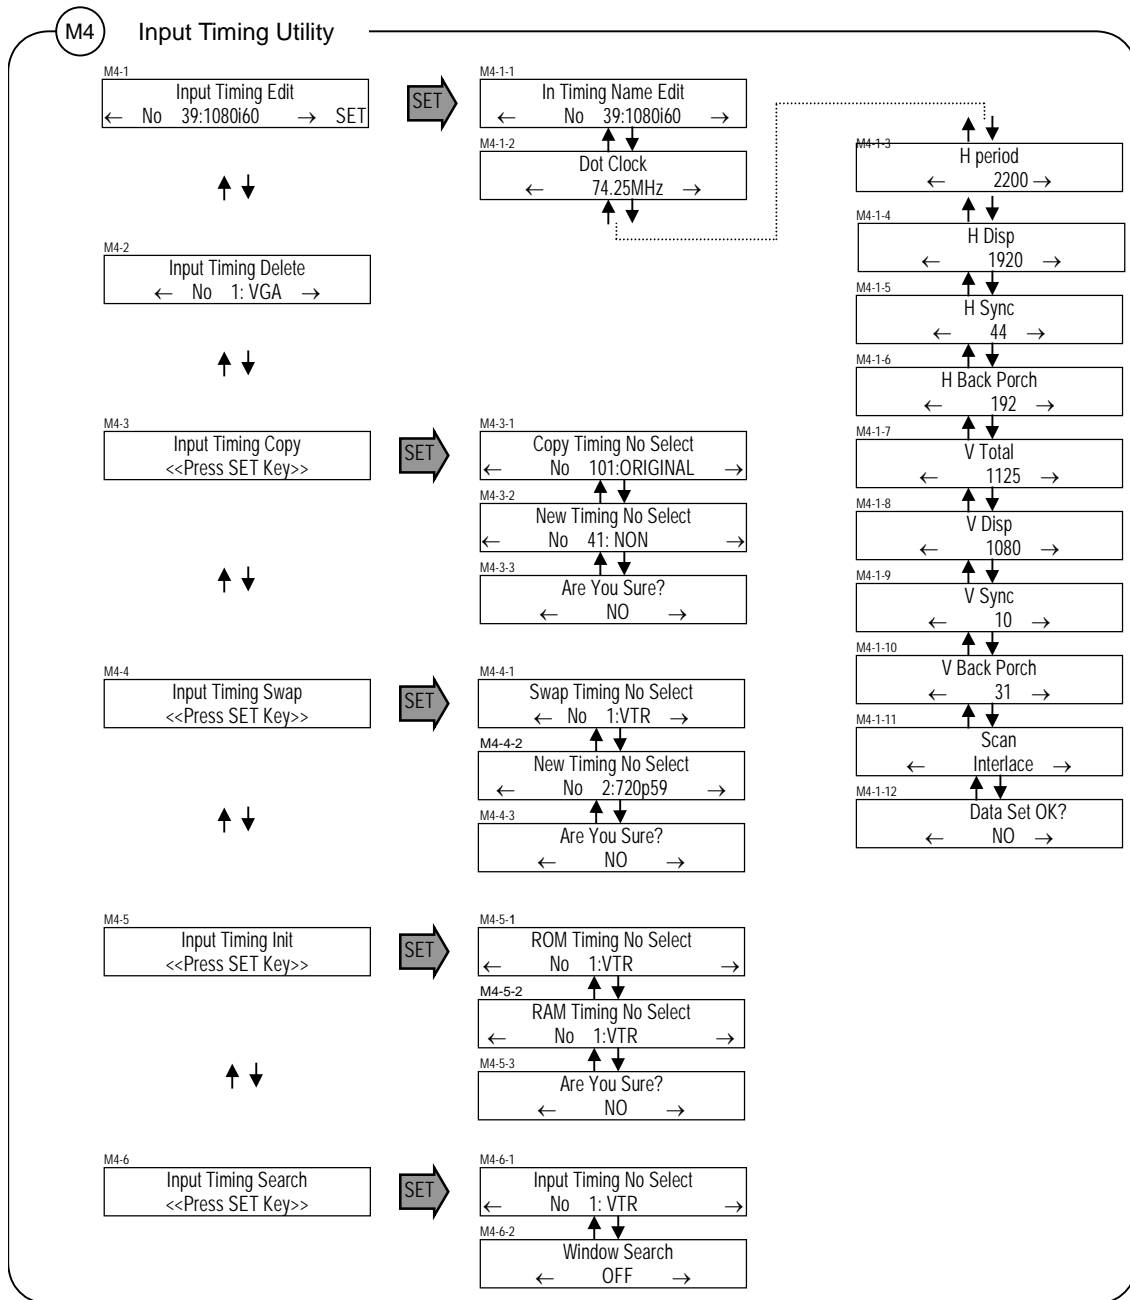 M4 Input Timing Utility
M4-1
Input Timing Edit
← No 39:1080i60 → SET
SET
M4-1-1
In Timing Name Edit
← No 39:1080i60 →
M4-1-2
Dot Clock
← 74.25MHz →
M4-1-3
H period
← 2200 →
M4-1-4
H Disp
← 1920 →
M4-1-5
H Sync
← 44 →
M4-1-6
H Back Porch
← 192 →
M4-1-7
V Total
← 1125 →
M4-1-8
V Disp
← 1080 →
M4-1-9
V Sync
← 10 →
M4-1-10
V Back Porch
← 31 →
M4-1-11
Scan
← Interlace →
M4-1-12
Data Set OK?
← NO →
M4-2
Input Timing Delete
← No 1: VGA →
M4-3
Input Timing Copy
<<Press SET Key>>
SET
M4-3-1
Copy Timing No Select
← No 101:ORIGINAL →
M4-3-2
New Timing No Select
← No 41: NON →
M4-3-3
Are You Sure?
← NO →
M4-4
Input Timing Swap
<<Press SET Key>>
SET
M4-4-1
Swap Timing No Select
← No 1:VTR →
M4-4-2
New Timing No Select
← No 2:720p59 →
M4-4-3
Are You Sure?
← NO →
M4-5
Input Timing Init
<<Press SET Key>>
SET
M4-5-1
ROM Timing No Select
← No 1:VTR →
M4-5-2
RAM Timing No Select
← No 1:VTR →
M4-5-3
Are You Sure?
← NO →
M4-6
Input Timing Search
<<Press SET Key>>
SET
M4-6-1
Input Timing No Select
← No 1: VTR →
M4-6-2
Window Search
← OFF →